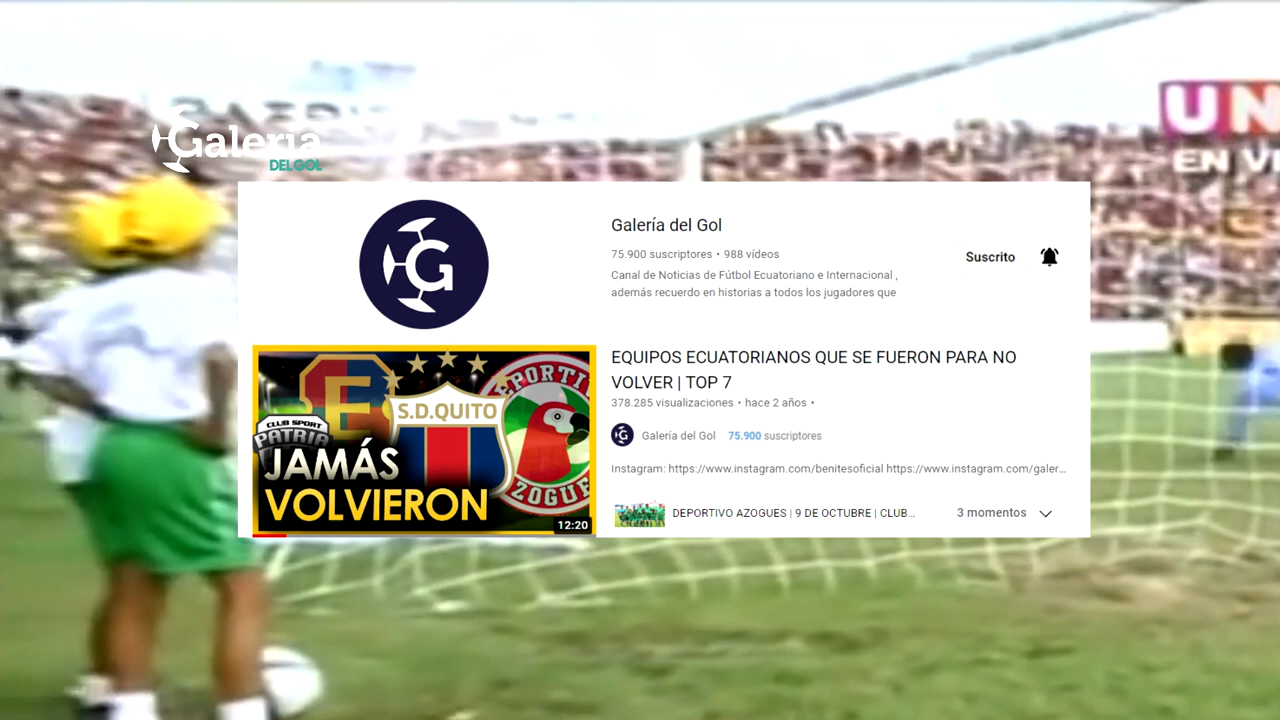 Galería
DEL GOL
UN
EN VI
G
Galería del Gol
75.900 suscriptores • 988 vídeos
Canal de Noticias de Fútbol Ecuatoriano e Internacional ,
además recuerdo en historias a todos los jugadores que
Suscrito
E
S.D.QUITO
DEPORTI
ZOGUE
CLUB SPORT
PATRIA
JAMÁS
VOLVIERON
12:20
EQUIPOS ECUATORIANOS QUE SE FUERON PARA NO
VOLVER | TOP 7
378.285 visualizaciones • hace 2 años •
G Galería del Gol 75.900 suscriptores
Instagram: https://www.instagram.com/benitesoficial https://www.instagram.com/galer...
DEPORTIVO AZOGUES | 9 DE OCTUBRE | CLUB... 3 momentos